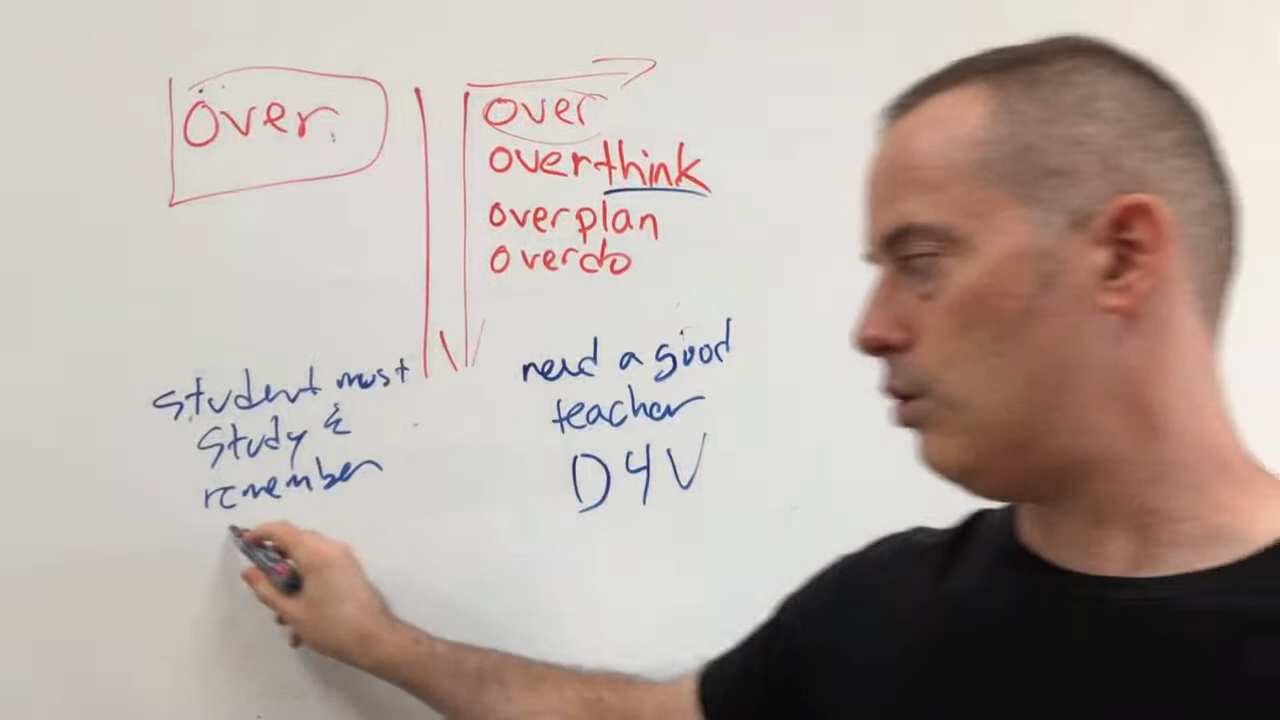 over
over
overthink
overplan
overdo
student must
study &
remember
need a good
teacher
D4V